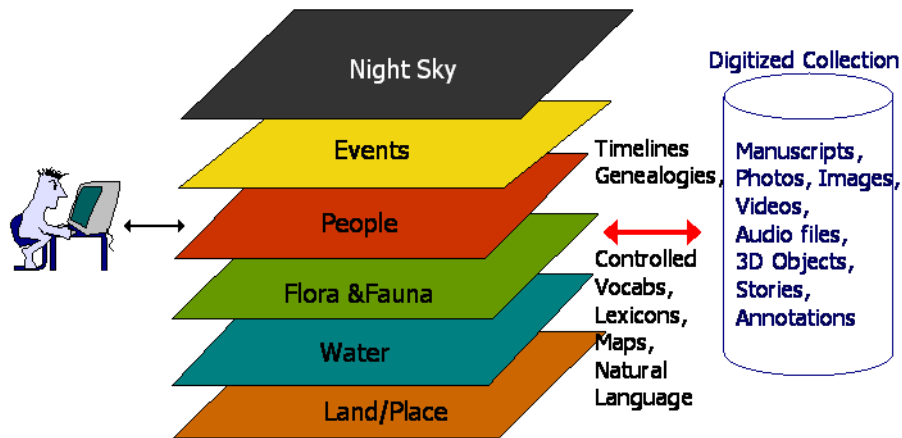 Night Sky
Events
People
Flora &Fauna
Water
Land/Place
Timelines
Genealogies,
Controlled
Vocabs,
Lexicons,
Maps,
Natural
Language
Digitized Collection
Manuscripts,
Photos, Images,
Videos,
Audio files,
3D Objects,
Stories,
Annotations